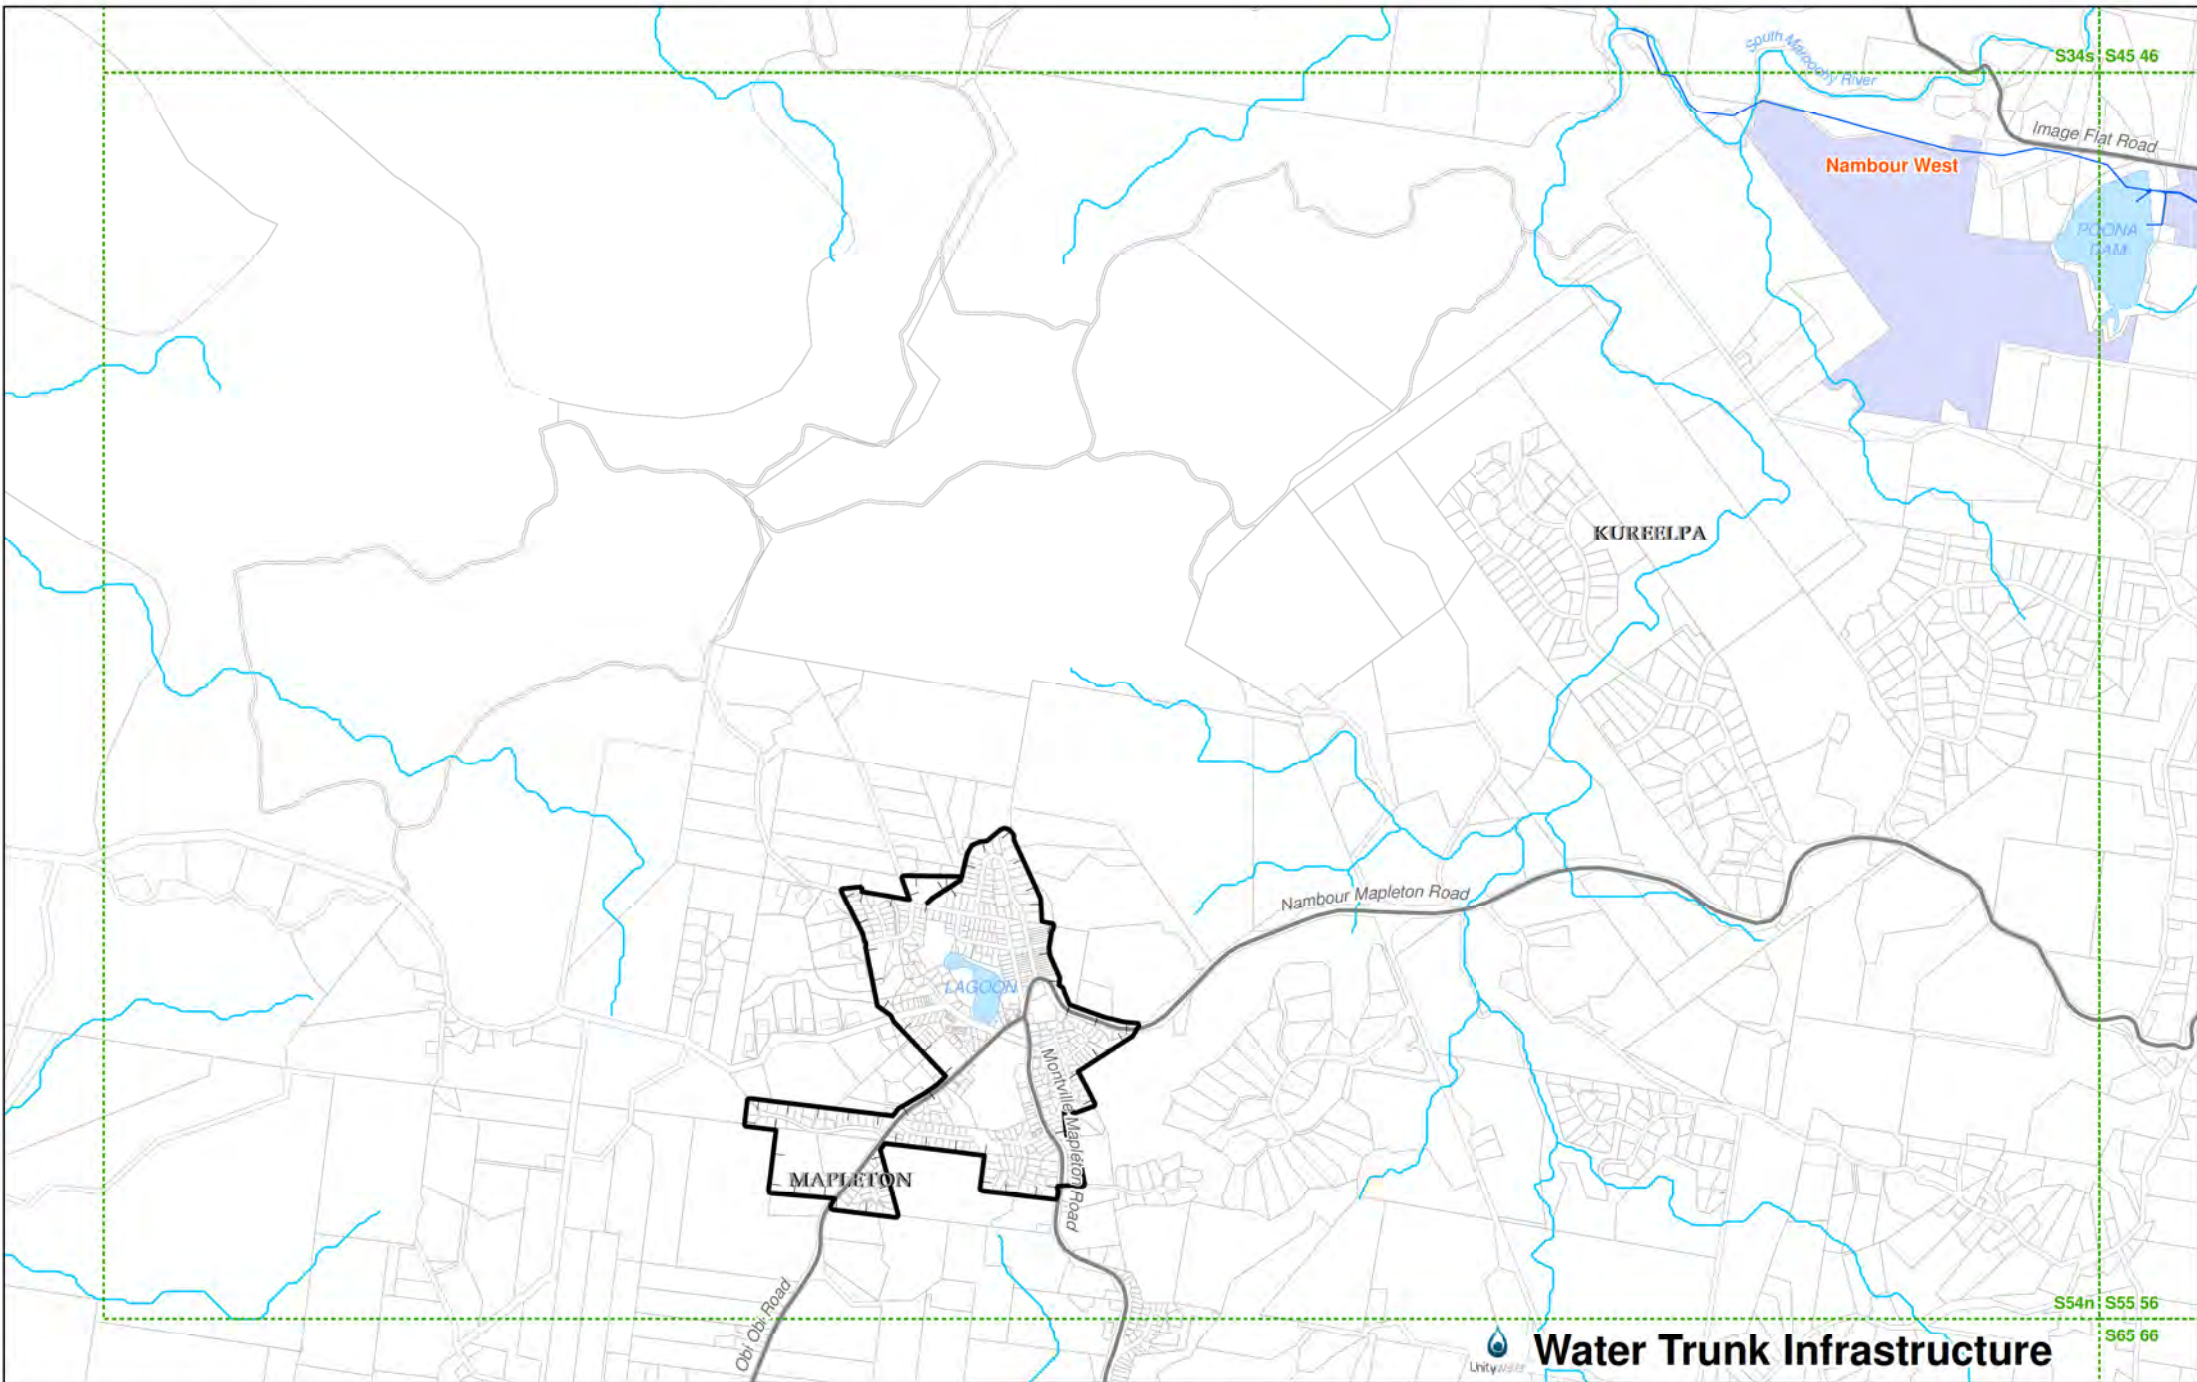 S34s S45 46
South Maroochy River
Image Flat Road
Nambour West
POONA
DAM
KUREELPA
Nambour Mapleton Road
LAGOON
Montville Mapleton Road
MAPLETON
Obi Obi Road
S54n S55 56
S65 66
Unitywater
Water Trunk Infrastructure